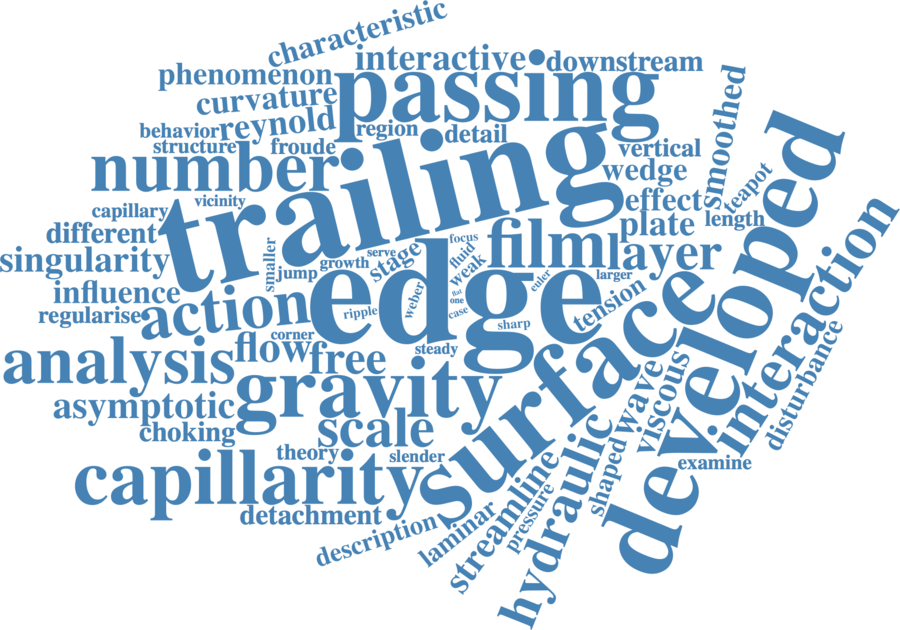 characteristic
interactive
downstream
phenomenon
passing
curvature
smoothed
behavior
reynold
region
detail
structure
froude
vertical
number
trailing
wedge
teapot
developed
vicinity
effect
capillary
plate
length
different
film
layer
focus
singularity
smaller
jump
growth
serve
stage
fluid
weak
euler
larger
interaction
influence
edge
flat
one
case
tension
regularise
action
ripple
weber
sharp
corner
surface
analysis
flow
free
steady
disturbance
gravity
wave
viscous
asymptotic
choking
scale
hydraulic
shaped
theory
slender
examine
capillarity
streamline
pressure
detachment
description
laminar